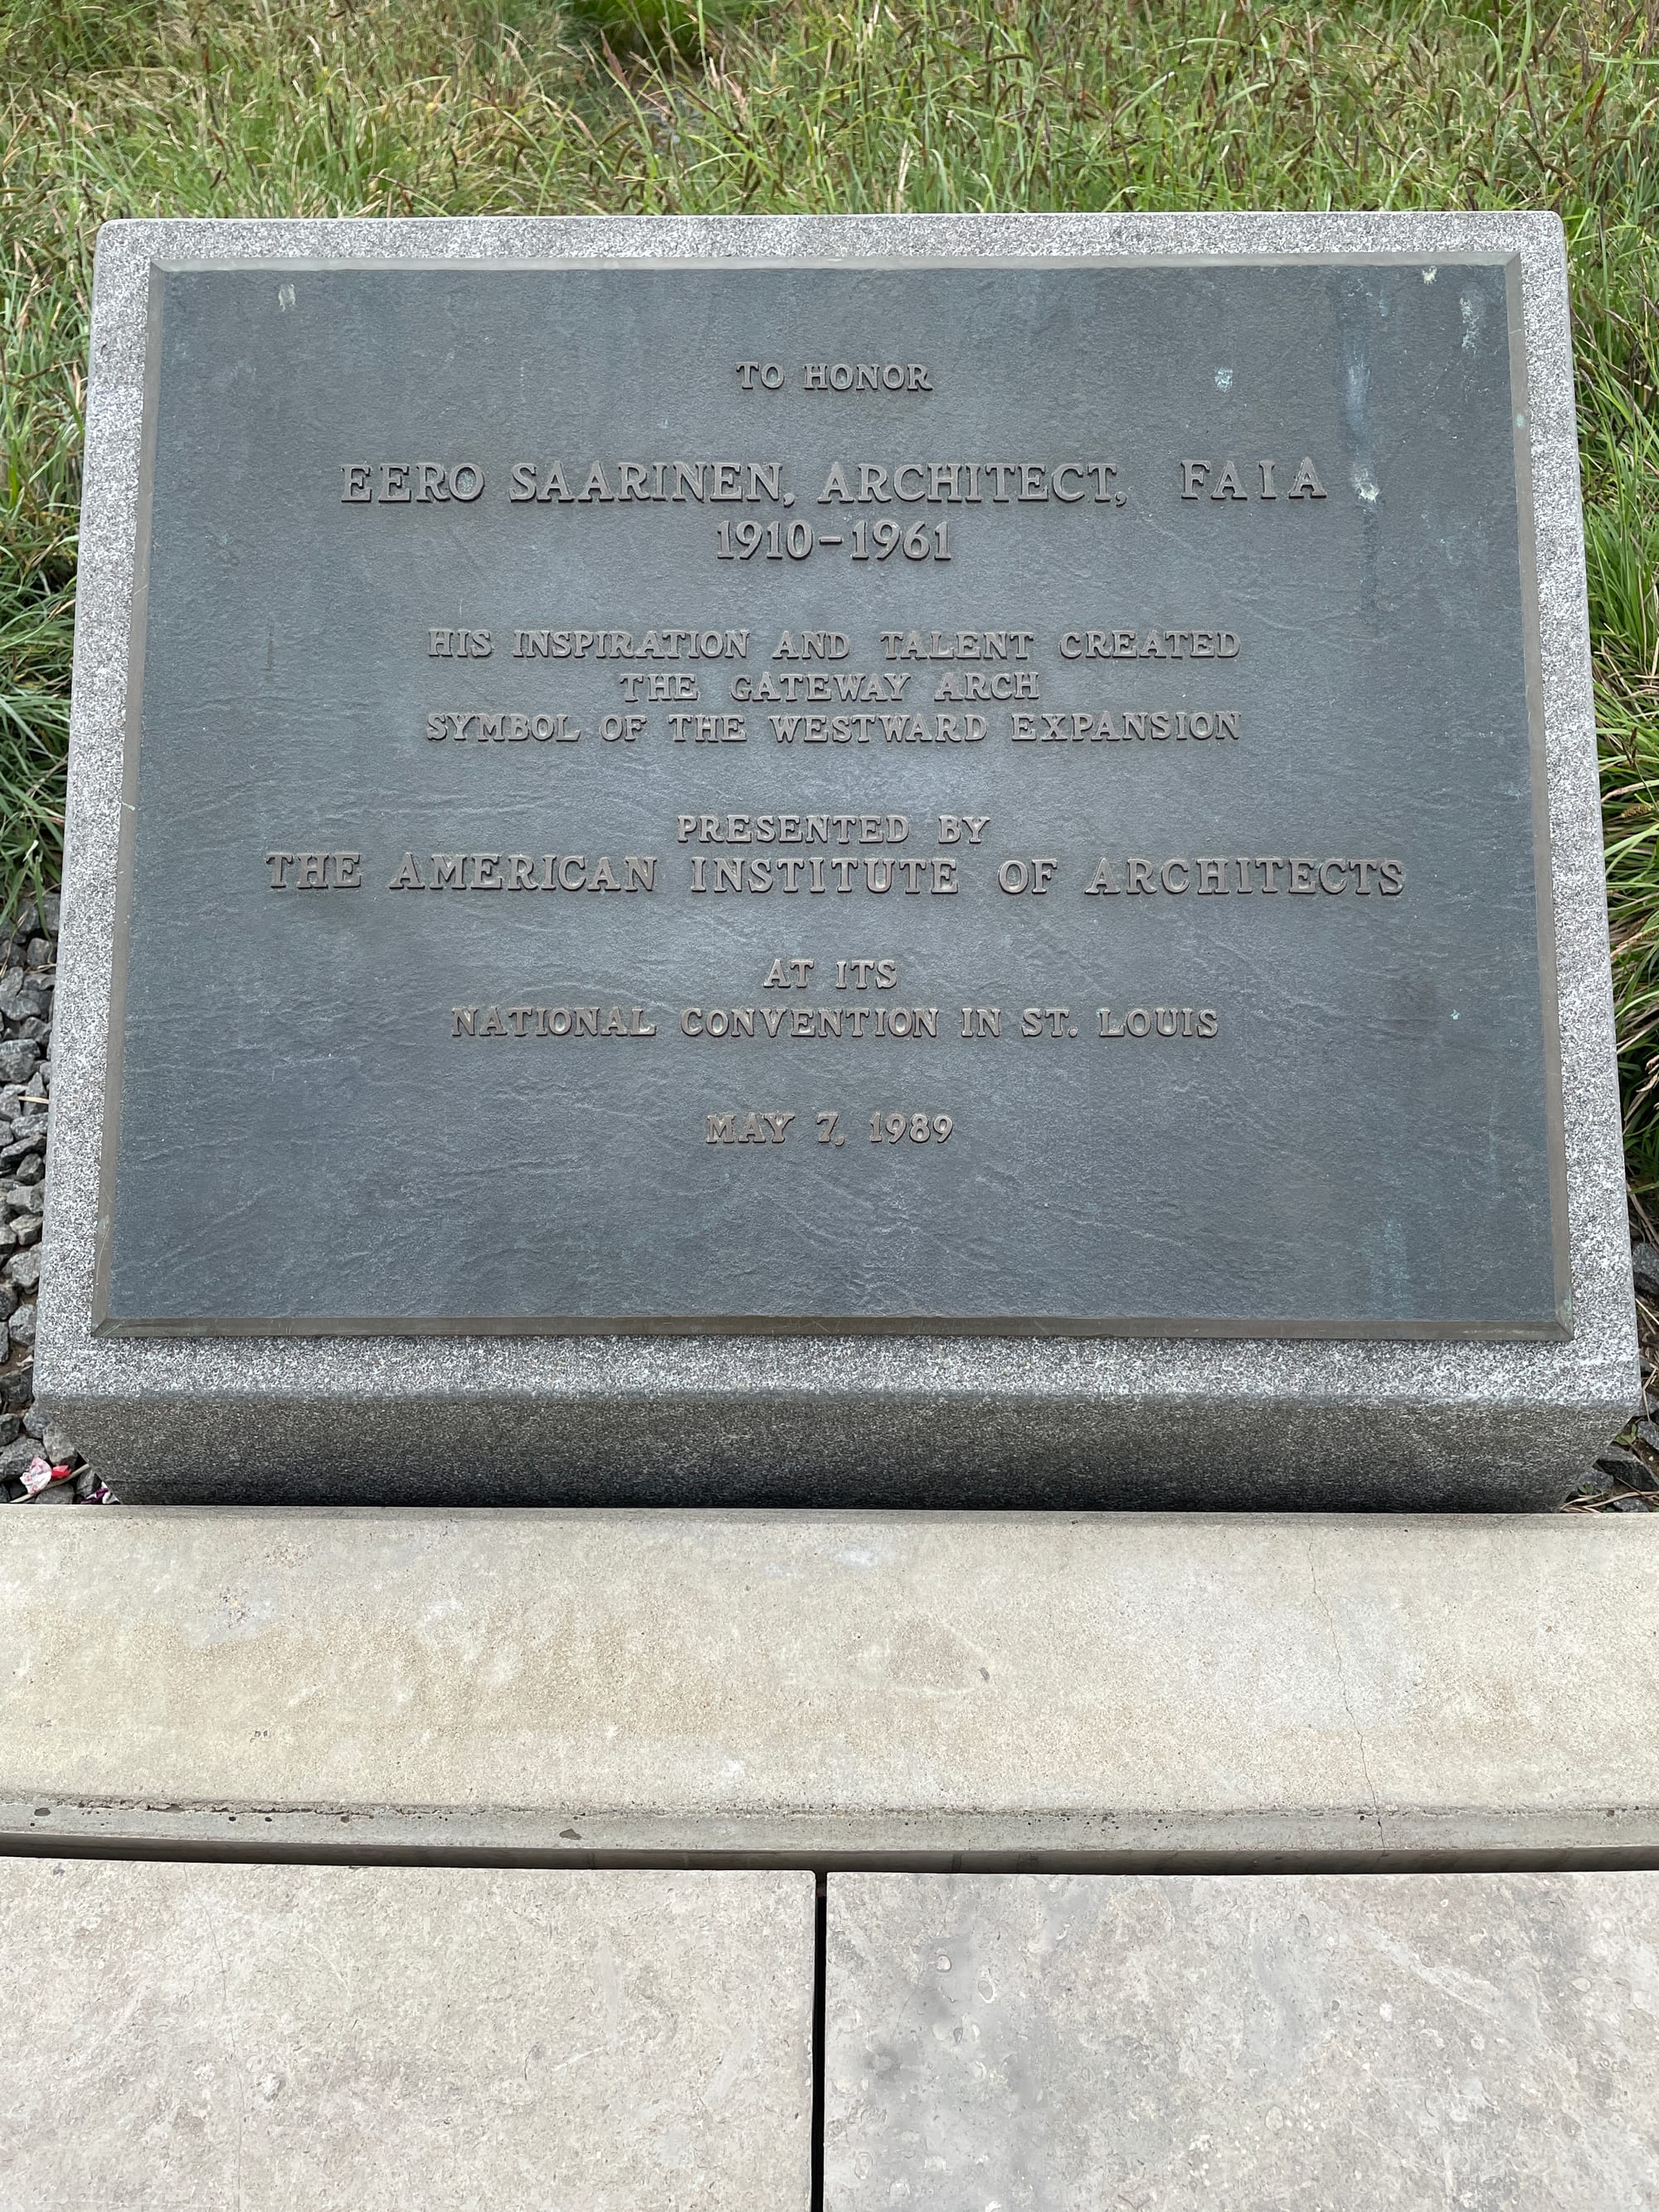 TO HONOR
EERO SAARINEN, ARCHITECT, FAIA
1910-1961
HIS INSPIRATION AND TALENT CREATED
THE GATEWAY ARCH
SYMBOL OF THE WESTWARD EXPANSION
PRESENTED BY
THE AMERICAN INSTITUTE OF ARCHITECTS
AT ITS
NATIONAL CONVENTION IN ST. LOUIS
MAY 7, 1989